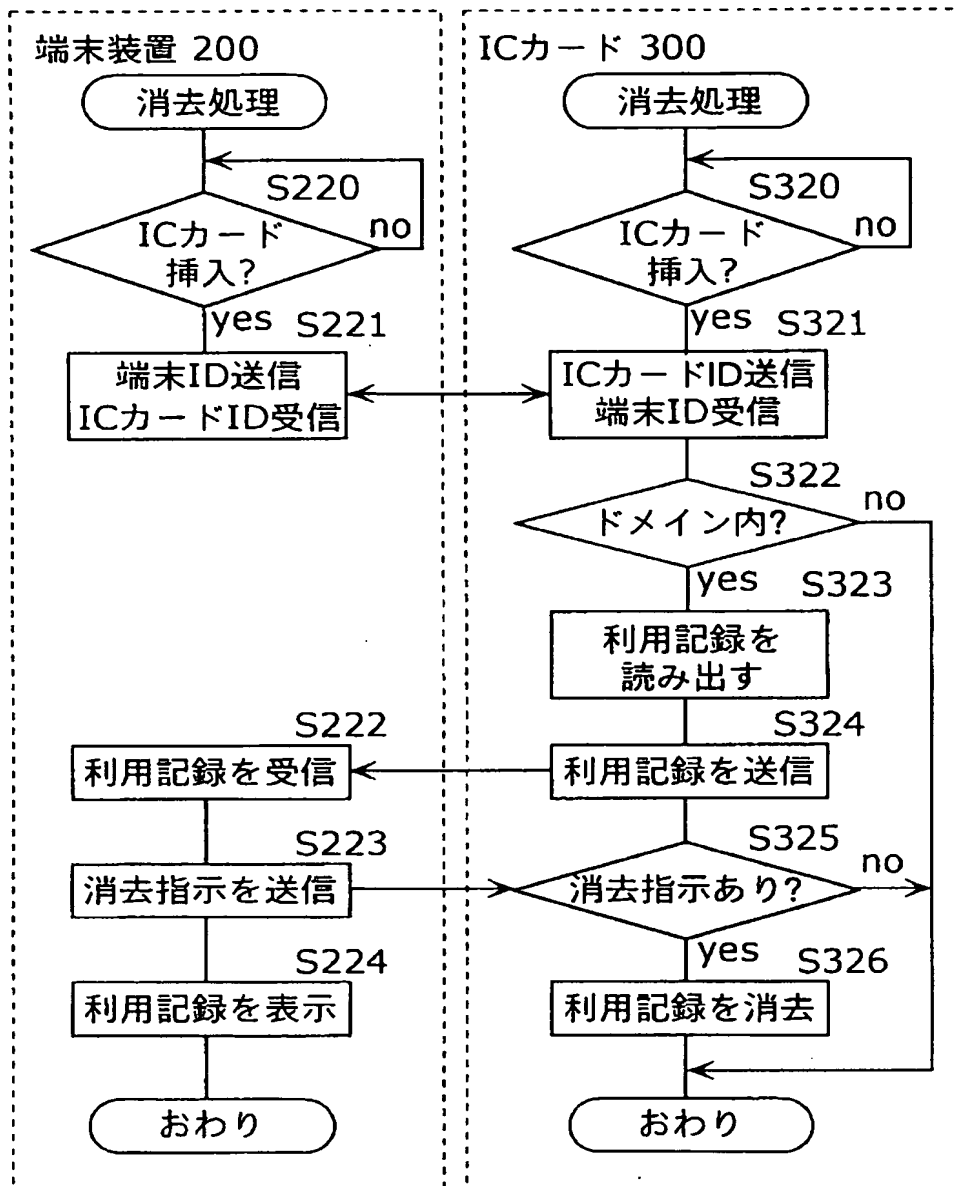 端末装置 200
消去処理
S220
ICカード
挿入?
no
yes
S221
端末ID送信
ICカードID受信
S222
利用記録を受信
S223
消去指示を送信
S224
利用記録を表示
おわり
ICカード 300
消去処理
S320
ICカード
挿入?
no
yes
S321
ICカードID送信
端末ID受信
S322
ドメイン内?
no
yes
S323
利用記録を
読み出す
S324
利用記録を送信
S325
消去指示あり?
no
yes
S326
利用記録を消去
おわり